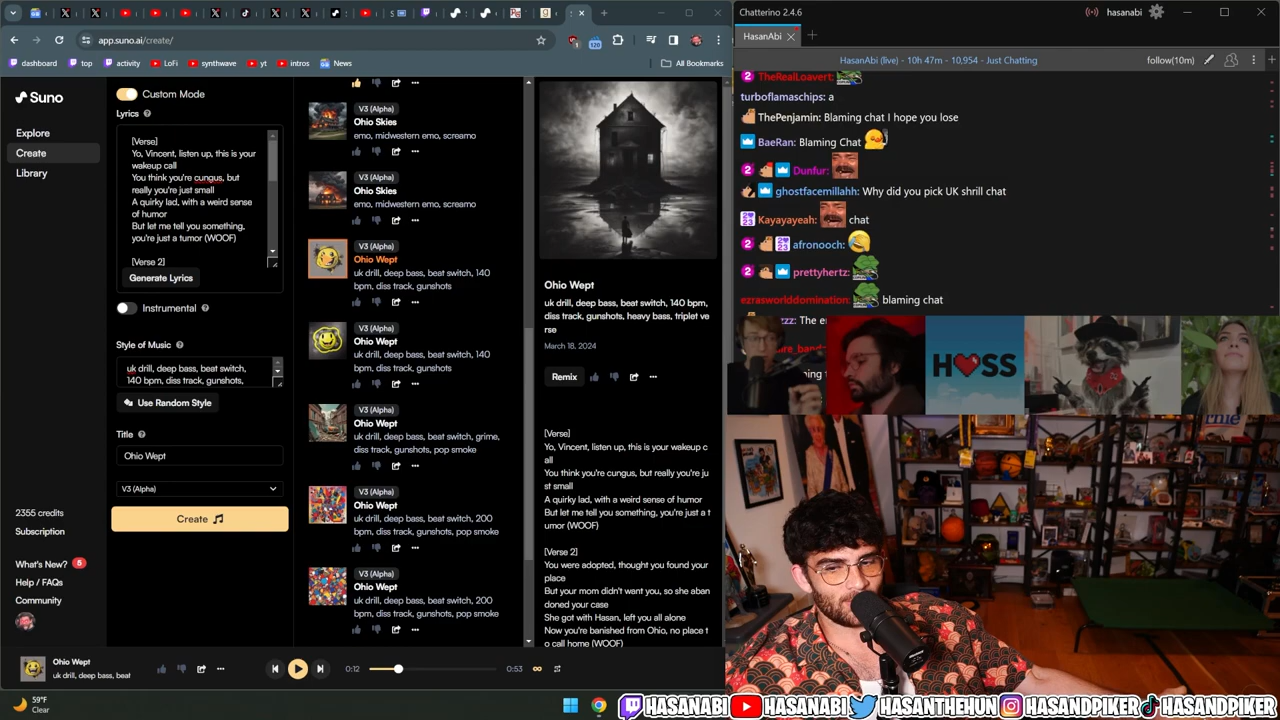 app.suno.ai/create/
120
dashboard
top
activity
LoFi
synthwave
yt
intros
News
All Bookmarks
Suno
Explore
Create
Library
2355 credits
Subscription
What's New?
6
Help / FAQs
Community
Custom Mode
Lyrics
[Verse]
Yo, Vincent, listen up, this is your
wakeup call
You think you're cungus, but
really you're just small
A quirky lad, with a weird sense
of humor
But let me tell you something,
you're just a tumor (WOOF)
[Verse 2]
Generate Lyrics
Instrumental
Style of Music
uk drill, deep bass, beat switch,
140 bpm, diss track, gunshots,
Use Random Style
Title
Ohio Wept
V3 (Alpha)
Create
V3 (Alpha)
Ohio Skies
emo, midwestern emo, screamo
V3 (Alpha)
Ohio Skies
emo, midwestern emo, screamo
V3 (Alpha)
Ohio Wept
uk drill, deep bass, beat switch, 140
bpm, diss track, gunshots
V3 (Alpha)
Ohio Wept
uk drill, deep bass, beat switch, 140
bpm, diss track, gunshots
V3 (Alpha)
Ohio Wept
uk drill, deep bass, beat switch, grime,
diss track, gunshots, pop smoke
V3 (Alpha)
Ohio Wept
uk drill, deep bass, beat switch, 200
bpm, diss track, gunshots, pop smoke
V3 (Alpha)
Ohio Wept
uk drill, deep bass, beat switch, 200
bpm, diss track, gunshots, pop smoke
Ohio Wept
uk drill, deep bass, beat switch, 140 bpm,
diss track, gunshots, heavy bass, triplet ve
rse
March 18, 2024
Remix
[Verse]
Yo, Vincent, listen up, this is your wakeup c
all
You think you're cungus, but really you're ju
st small
A quirky lad, with a weird sense of humor
But let me tell you something, you're just a t
umor (WOOF)
[Verse 2]
You were adopted, thought you found your
place
But your mom didn't want you, so she aban
doned your case
She got with Hasan, left you all alone
Now you're banished from Ohio, no place t
o call home (WOOF)
Ohio Wept
uk drill, deep bass, beat
0:12
0:53
59°F
Clear
Chatterino 2.4.6
hasanabi
HasanAbi
HasanAbi (live) - 10h 47m - 10,954 - Just Chatting
follow(10m)
TheRealLoavert:
turboflamaschips: a
ThePenjamin: Blaming chat I hope you lose
BaeRan: Blaming Chat
Dunfur:
ghostfacemillahh: Why did you pick UK shrill chat
Kayayayeah: chat
afronooch:
prettyhertz:
ezrasworlddomination: blaming chat
The
H SS
HASANABI
HASANABI
HASANTHEHUN
HASANDPIKER
HASANDPIKER